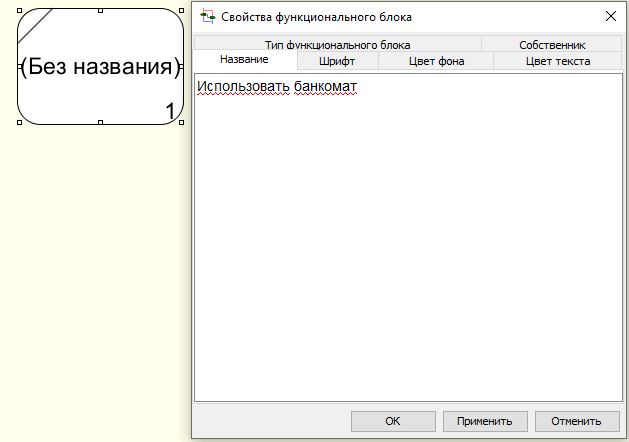 (Без названия)
1
Свойства функционального блока
Тип функционального блока
Собственник
Название
Шрифт
Цвет фона
Цвет текста
Использовать банкомат
OK
Применить
Отменить